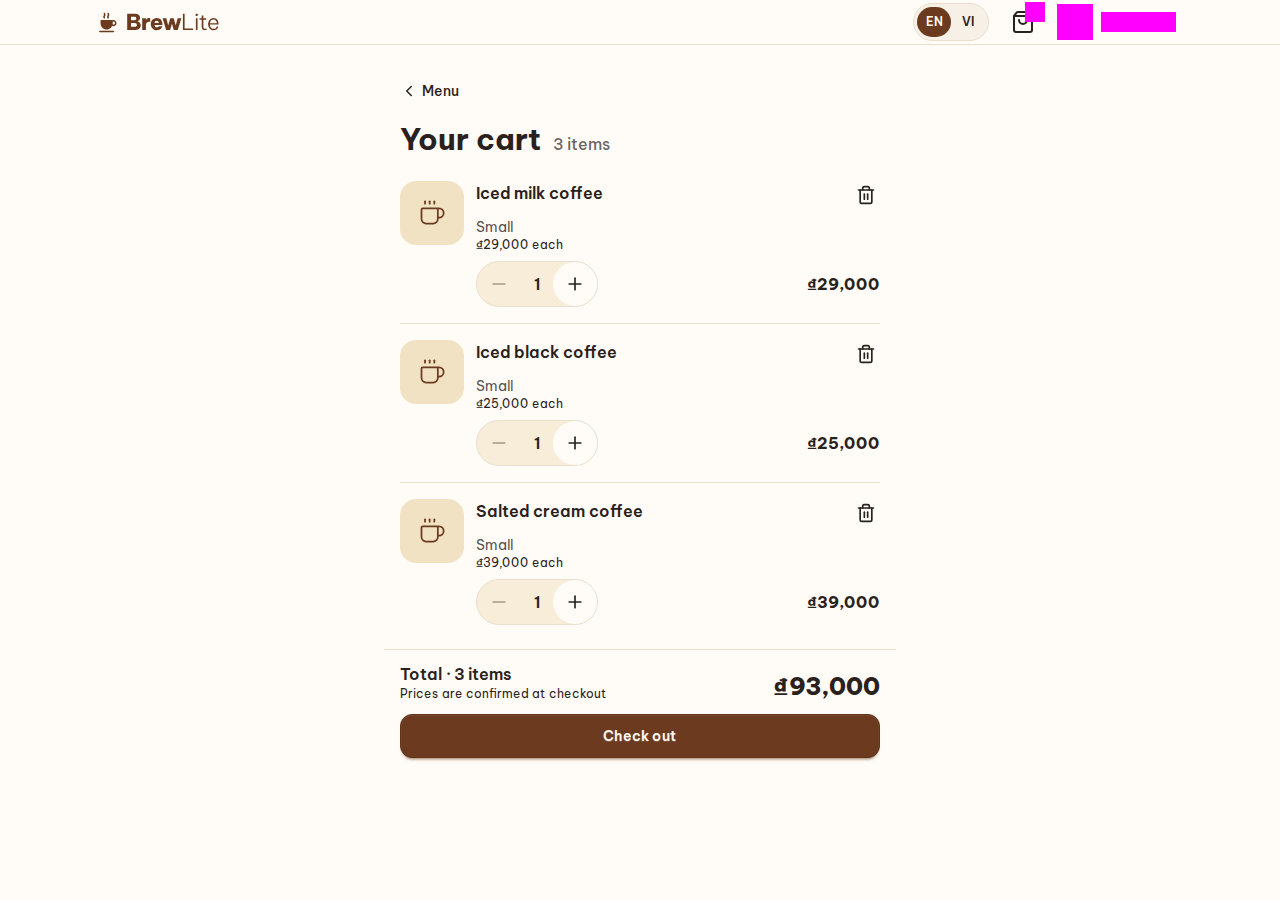 BrewLite
EN VI
Menu
Your cart 3 items
Iced milk coffee
Small
₫29,000 each
1
₫29,000
Iced black coffee
Small
₫25,000 each
1
₫25,000
Salted cream coffee
Small
₫39,000 each
1
₫39,000
Total · 3 items
Prices are confirmed at checkout
₫93,000
Check out